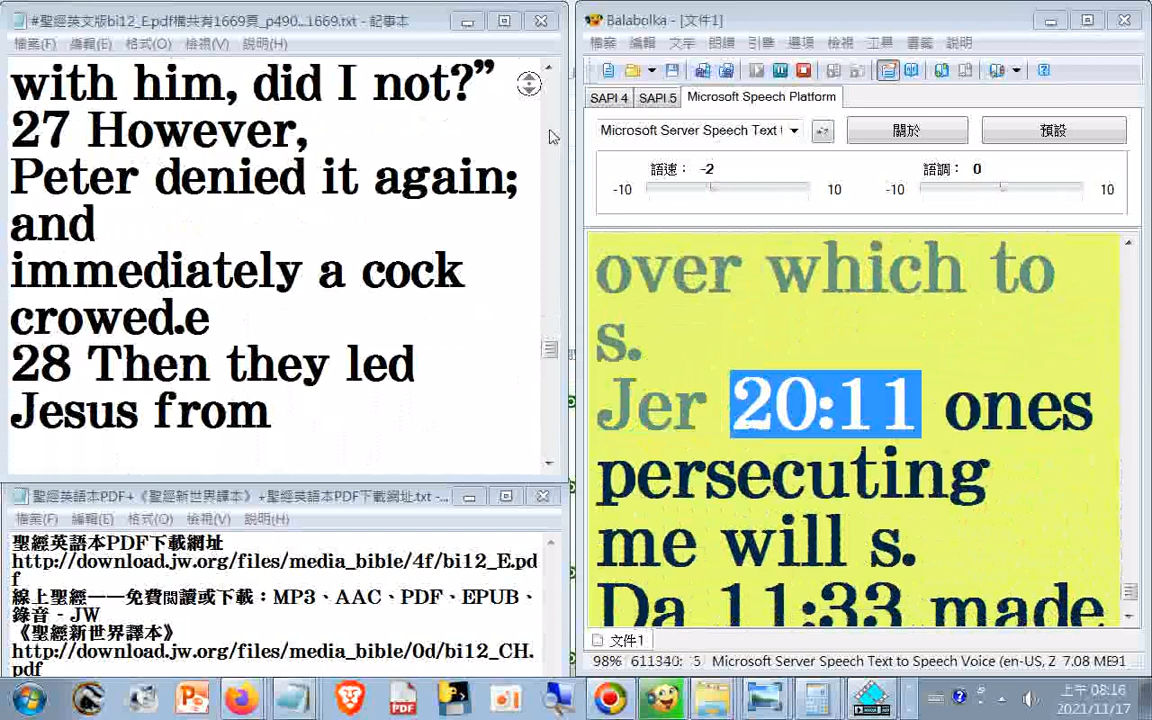 #聖經英文版bi12_E.pdf檔共有1669頁_p490...1669.txt - 記事本
檔案(F) 編輯(E) 格式(O) 檢視(V) 說明(H)
with him, did I not?”
27 However,
Peter denied it again;
and
immediately a cock
crowed.e
28 Then they led
Jesus from
聖經英語本PDF+《聖經新世界譯本》+聖經英語本PDF下載網址.txt - ...
檔案(F) 編輯(E) 格式(O) 檢視(V) 說明(H)
聖經英語本PDF下載網址
http://download.jw.org/files/media_bible/4f/bi12_E.pd
f
線上聖經——免費閱讀或下載：MP3、AAC、PDF、EPUB、
錄音 - JW
《聖經新世界譯本》
http://download.jw.org/files/media_bible/0d/bi12_CH.
pdf
Balabolka - [文件1]
檔案 編輯 文字 朗讀 引擎 選項 檢視 工具 書籤 說明
SAPI 4 SAPI 5 Microsoft Speech Platform
Microsoft Server Speech Text 關於 預設
語速： -2 語調： 0
-10 10 -10 10
over which to
s.
Jer 20:11 ones
persecuting
me will s.
Da 11:33 made
文件1
98% 611340: 5 Microsoft Server Speech Text to Speech Voice (en-US, Z 7.08 ME91
上午 08:16
2021/11/17